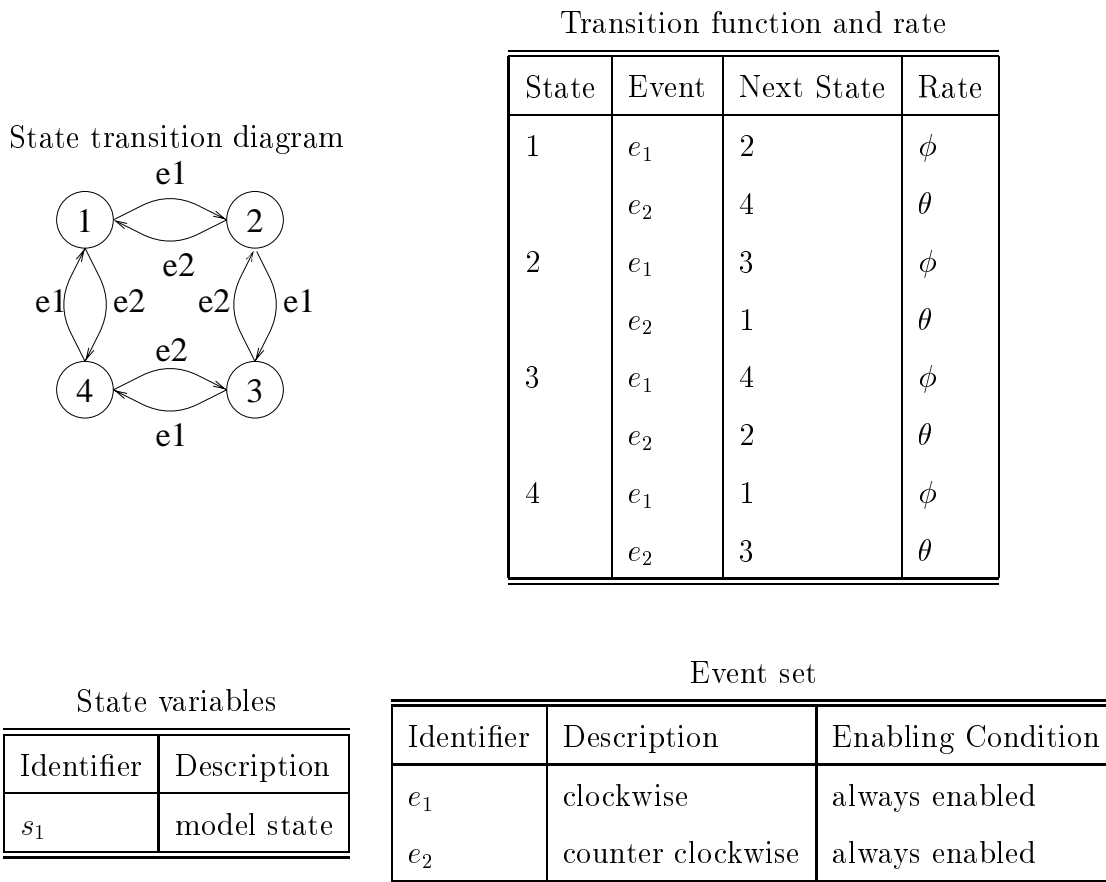 Transition function and rate
State Event Next State Rate
1 e₁ 2 ϕ
e₂ 4 θ
2 e₁ 3 ϕ
e₂ 1 θ
3 e₁ 4 ϕ
e₂ 2 θ
4 e₁ 1 ϕ
e₂ 3 θ
State transition diagram
e1
1 2
e2
e1 e2 e2 e1
e2
4 3
e1
State variables
Identifier Description
s₁ model state
Event set
Identifier Description Enabling Condition
e₁ clockwise always enabled
e₂ counter clockwise always enabled